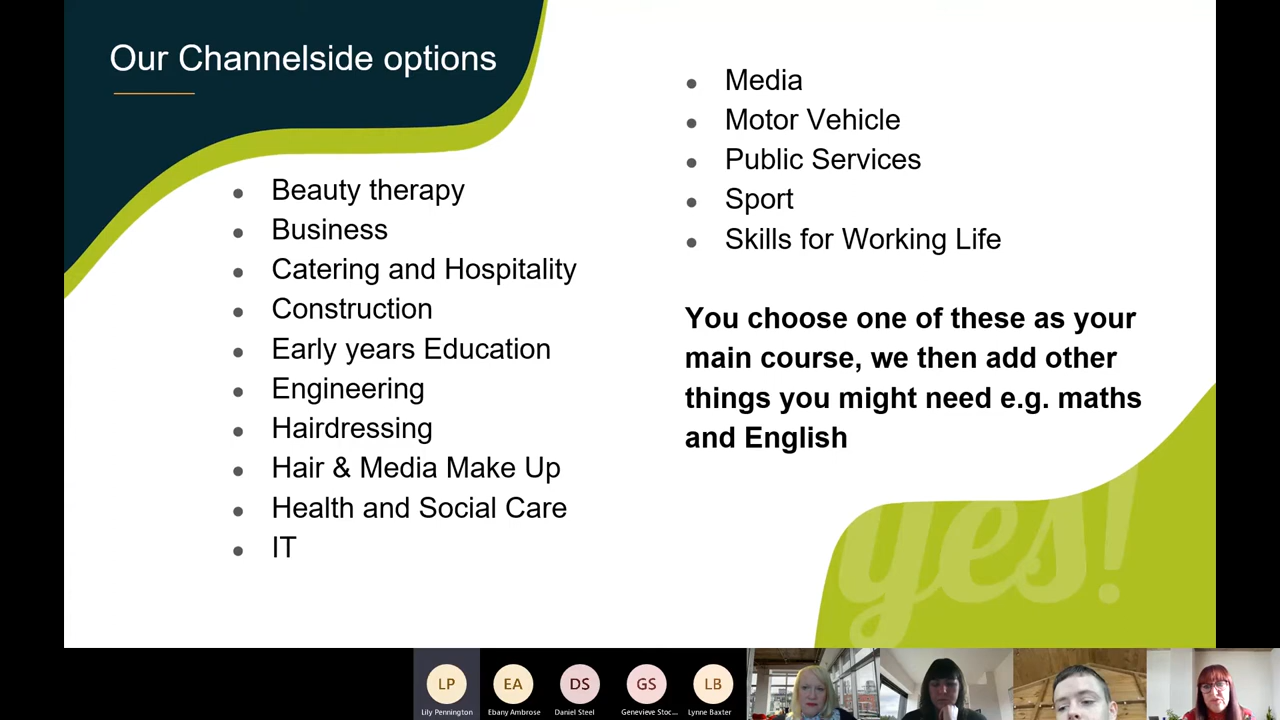 Our Channelside options
Beauty therapy
Business
Catering and Hospitality
Construction
Early years Education
Engineering
Hairdressing
Hair & Media Make Up
Health and Social Care
IT
Media
Motor Vehicle
Public Services
Sport
Skills for Working Life
You choose one of these as your
main course, we then add other
things you might need e.g. maths
and English
yes!
LP
EA
DS
GS
LB
Lily Pennington
Ebany Ambrose
Daniel Steel
Genevieve Stoc...
Lynne Baxter